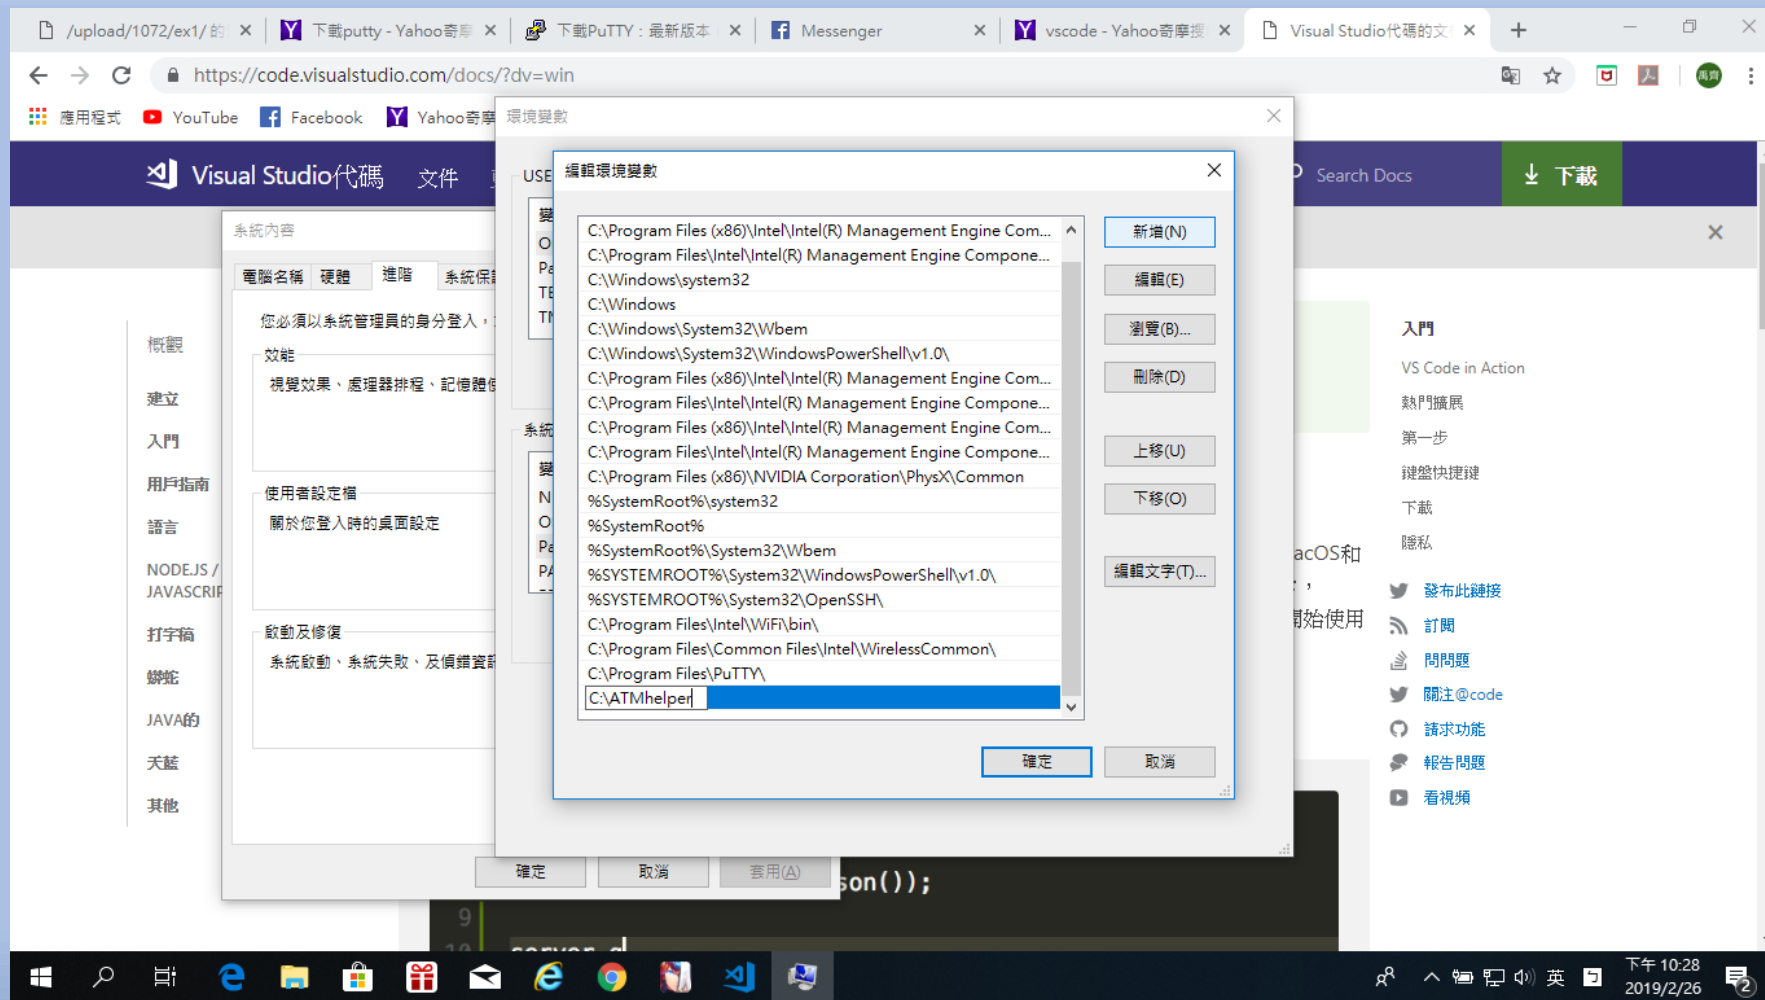 /upload/1072/ex1/ 的
下載putty - Yahoo奇摩
下載PuTTY：最新版本
Messenger
vscode - Yahoo奇摩搜
Visual Studio代碼的文
https://code.visualstudio.com/docs/?dv=win
應用程式
YouTube
Facebook
Yahoo奇摩
環境變數
Visual Studio代碼
文件
USE
編輯環境變數
Search Docs
下載
系統內容
電腦名稱
硬體
進階
系統保
您必須以系統管理員的身分登入，
效能
視覺效果、處理器排程、記憶體使
使用者設定檔
關於您登入時的桌面設定
啟動及修復
系統啟動、系統失敗、及偵錯資訊
確定
取消
套用(A)
概觀
建立
入門
用戶指南
語言
NODE.JS /
JAVASCRIP
打字稿
蟒蛇
JAVA的
天藍
其他
變
O
Pa
TE
TM
系統
變
N
O
Pa
PA
C:\Program Files (x86)\Intel\Intel(R) Management Engine Com...
C:\Program Files\Intel\Intel(R) Management Engine Compone...
C:\Windows\system32
C:\Windows
C:\Windows\System32\Wbem
C:\Windows\System32\WindowsPowerShell\v1.0\
C:\Program Files (x86)\Intel\Intel(R) Management Engine Com...
C:\Program Files\Intel\Intel(R) Management Engine Compone...
C:\Program Files (x86)\Intel\Intel(R) Management Engine Com...
C:\Program Files\Intel\Intel(R) Management Engine Compone...
C:\Program Files (x86)\NVIDIA Corporation\PhysX\Common
%SystemRoot%\system32
%SystemRoot%
%SystemRoot%\System32\Wbem
%SYSTEMROOT%\System32\WindowsPowerShell\v1.0\
%SYSTEMROOT%\System32\OpenSSH\
C:\Program Files\Intel\WiFi\bin\
C:\Program Files\Common Files\Intel\WirelessCommon\
C:\Program Files\PuTTY\
C:\ATMhelper
新增(N)
編輯(E)
瀏覽(B)...
刪除(D)
上移(U)
下移(O)
編輯文字(T)...
確定
取消
acOS和
，
開始使用
入門
VS Code in Action
熱門擴展
第一步
鍵盤快捷鍵
下載
隱私
發布此鏈接
訂閱
問問題
關注@code
請求功能
報告問題
看視頻
son());
9
10 server.g
英
下午 10:28
2019/2/26
2